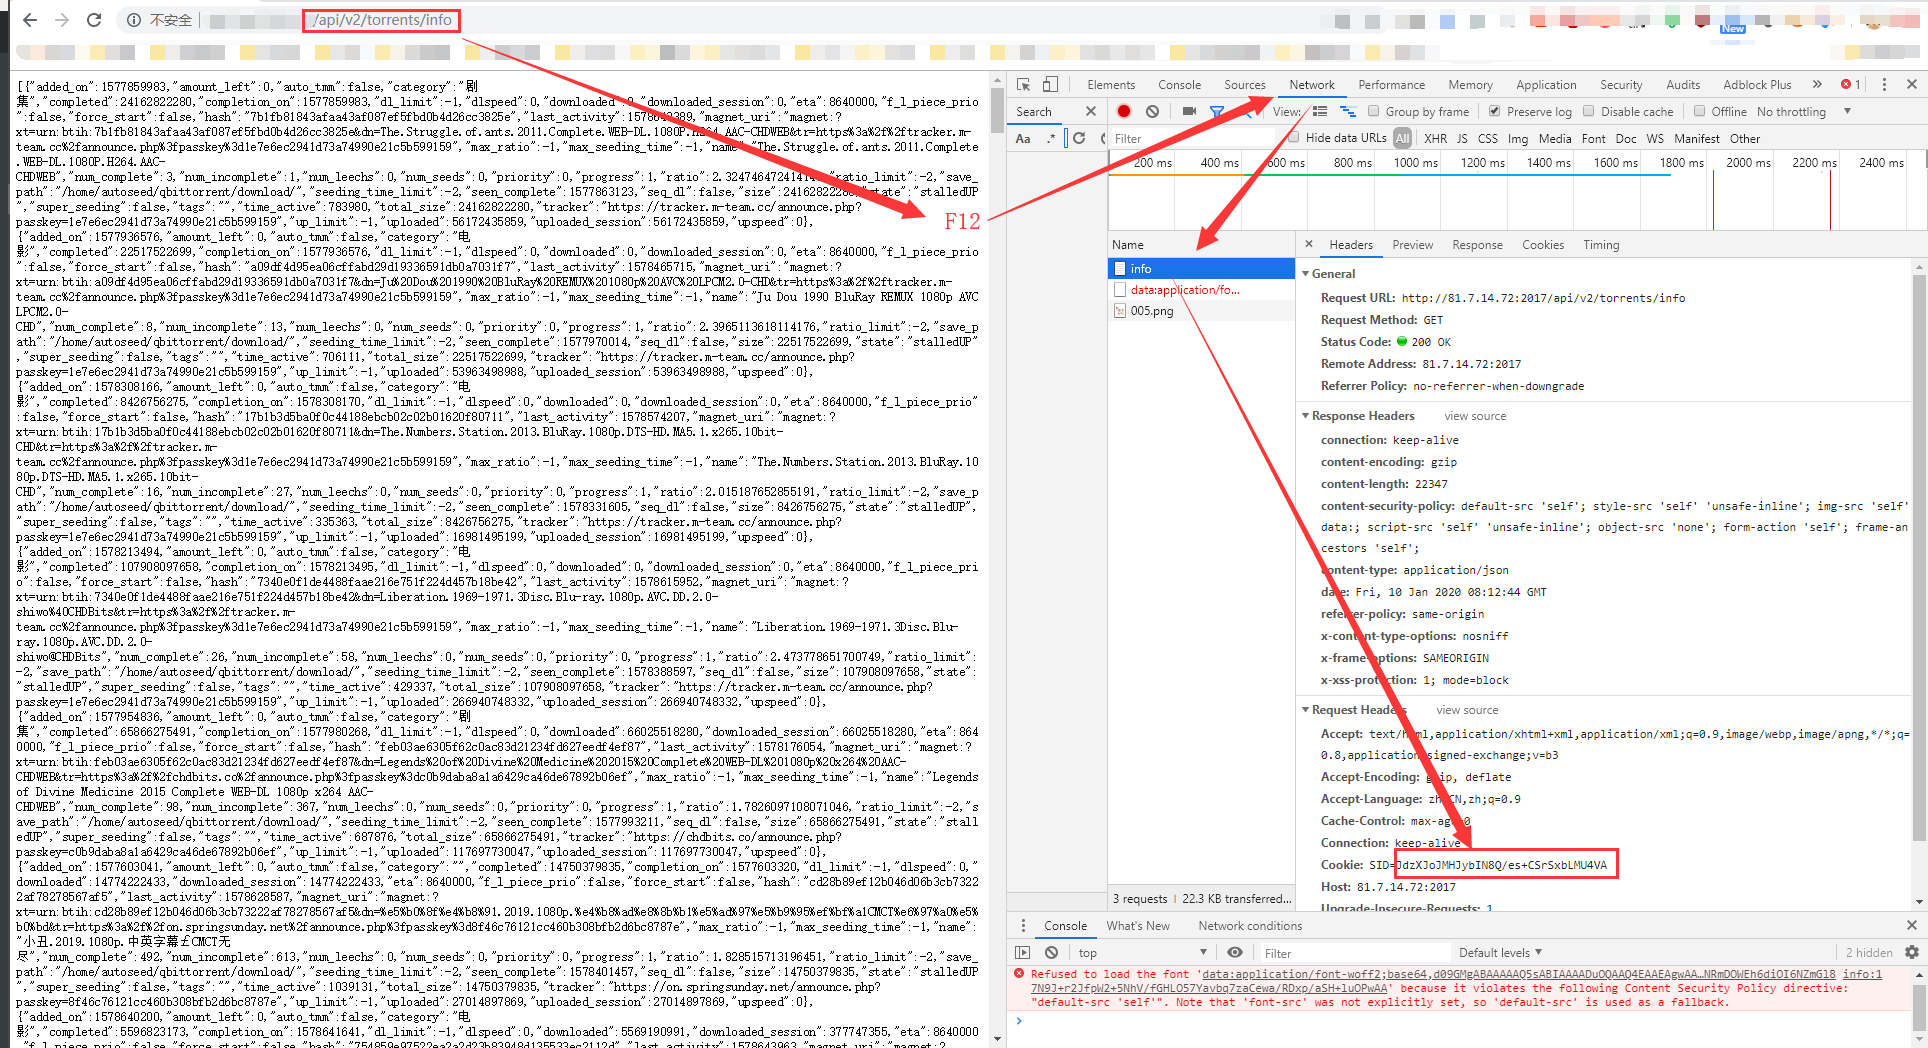 不安全
/api/v2/torrents/info
New
[{"added_on":1577859983,"amount_left":0,"auto_tmm":false,"category":"剧
集","completed":24162822280,"completion_on":1577859983,"dl_limit":-1,"dlspeed":0,"downloaded":0,"downloaded_session":0,"eta":8640000,"f_l_piece_prio"
:false,"force_start":false,"hash":"7b1fb81843afaa43af087ef5fbd0b4d26cc3825e","last_activity":1578643389,"magnet_uri":"magnet:?
xt=urn:btih:7b1fb81843afaa43af087ef5fbd0b4d26cc3825e&dn=The.Struggle.of.ants.2011.Complete.WEB-DL.1080P.H264.AAC-CHDWEB&tr=https%3a%2f%2ftracker.m-
team.cc%2fannounce.php%3fpasskey%3d1e7e6ec2941d73a74990e21c5b599159","max_ratio":-1,"max_seeding_time":-1,"name":"The.Struggle.of.ants.2011.Complete
.WEB-DL.1080P.H264.AAC-
CHDWEB","num_complete":3,"num_incomplete":1,"num_leechs":0,"num_seeds":0,"priority":0,"progress":1,"ratio":2.32474647241414,"ratio_limit":-2,"save_
path":"/home/autoseed/qbittorrent/download/","seeding_time_limit":-2,"seen_complete":1577863123,"seq_dl":false,"size":24162822280,"state":"stalledUP"
,"super_seeding":false,"tags":"","time_active":783980,"total_size":24162822280,"tracker":"https://tracker.m-team.cc/announce.php?
passkey=1e7e6ec2941d73a74990e21c5b599159","up_limit":-1,"uploaded":56172435859,"uploaded_session":56172435859,"upspeed":0},
{"added_on":1577936576,"amount_left":0,"auto_tmm":false,"category":"电
影","completed":22517522699,"completion_on":1577936576,"dl_limit":-1,"dlspeed":0,"downloaded":0,"downloaded_session":0,"eta":8640000,"f_l_piece_prio"
:false,"force_start":false,"hash":"a09df4d95ea06cffabd29d19336591db0a7031f7","last_activity":1578465715,"magnet_uri":"magnet:?
xt=urn:btih:a09df4d95ea06cffabd29d19336591db0a7031f7&dn=Ju%20Dou%201990%20BluRay%20REMUX%201080p%20AVC%20LPCM2.0-CHD&tr=https%3a%2f%2ftracker.m-
team.cc%2fannounce.php%3fpasskey%3d1e7e6ec2941d73a74990e21c5b599159","max_ratio":-1,"max_seeding_time":-1,"name":"Ju Dou 1990 BluRay REMUX 1080p AVC
LPCM2.0-
CHD","num_complete":8,"num_incomplete":13,"num_leechs":0,"num_seeds":0,"priority":0,"progress":1,"ratio":2.3965113618114176,"ratio_limit":-2,"save_p
ath":"/home/autoseed/qbittorrent/download/","seeding_time_limit":-2,"seen_complete":1577970014,"seq_dl":false,"size":22517522699,"state":"stalledUP"
,"super_seeding":false,"tags":"","time_active":706111,"total_size":22517522699,"tracker":"https://tracker.m-team.cc/announce.php?
passkey=1e7e6ec2941d73a74990e21c5b599159","up_limit":-1,"uploaded":53963498988,"uploaded_session":53963498988,"upspeed":0},
{"added_on":1578308166,"amount_left":0,"auto_tmm":false,"category":"电
影","completed":8426756275,"completion_on":1578308170,"dl_limit":-1,"dlspeed":0,"downloaded":0,"downloaded_session":0,"eta":8640000,"f_l_piece_prio"
:false,"force_start":false,"hash":"17b1b3d5ba0f0c44188ebcb02c02b01620f80711","last_activity":1578574207,"magnet_uri":"magnet:?
xt=urn:btih:17b1b3d5ba0f0c44188ebcb02c02b01620f80711&dn=The.Numbers.Station.2013.BluRay.1080p.DTS-HD.MA5.1.x265.10bit-
CHD&tr=https%3a%2f%2ftracker.m-
team.cc%2fannounce.php%3fpasskey%3d1e7e6ec2941d73a74990e21c5b599159","max_ratio":-1,"max_seeding_time":-1,"name":"The.Numbers.Station.2013.BluRay.10
80p.DTS-HD.MA5.1.x265.10bit-
CHD","num_complete":16,"num_incomplete":27,"num_leechs":0,"num_seeds":0,"priority":0,"progress":1,"ratio":2.015187652855191,"ratio_limit":-2,"save_p
ath":"/home/autoseed/qbittorrent/download/","seeding_time_limit":-2,"seen_complete":1578331605,"seq_dl":false,"size":8426756275,"state":"stalledUP",
"super_seeding":false,"tags":"","time_active":335363,"total_size":8426756275,"tracker":"https://tracker.m-team.cc/announce.php?
passkey=1e7e6ec2941d73a74990e21c5b599159","up_limit":-1,"uploaded":16981495199,"uploaded_session":16981495199,"upspeed":0},
{"added_on":1578213494,"amount_left":0,"auto_tmm":false,"category":"电
影","completed":107908097658,"completion_on":1578213495,"dl_limit":-1,"dlspeed":0,"downloaded":0,"downloaded_session":0,"eta":8640000,"f_l_piece_pri
o":false,"force_start":false,"hash":"7340e0f1de4488faae216e751f224d457b18be42","last_activity":1578615952,"magnet_uri":"magnet:?
xt=urn:btih:7340e0f1de4488faae216e751f224d457b18be42&dn=Liberation.1969-1971.3Disc.Blu-ray.1080p.AVC.DD.2.0-
shiwo%40CHDBits&tr=https%3a%2f%2ftracker.m-
team.cc%2fannounce.php%3fpasskey%3d1e7e6ec2941d73a74990e21c5b599159","max_ratio":-1,"max_seeding_time":-1,"name":"Liberation.1969-1971.3Disc.Blu-
ray.1080p.AVC.DD.2.0-
shiwo@CHDBits","num_complete":26,"num_incomplete":58,"num_leechs":0,"num_seeds":0,"priority":0,"progress":1,"ratio":2.473778651700749,"ratio_limit":
-2,"save_path":"/home/autoseed/qbittorrent/download/","seeding_time_limit":-2,"seen_complete":1578388597,"seq_dl":false,"size":107908097658,"state":
"stalledUP","super_seeding":false,"tags":"","time_active":429337,"total_size":107908097658,"tracker":"https://tracker.m-team.cc/announce.php?
passkey=1e7e6ec2941d73a74990e21c5b599159","up_limit":-1,"uploaded":266940748332,"uploaded_session":266940748332,"upspeed":0},
{"added_on":1577954836,"amount_left":0,"auto_tmm":false,"category":"剧
集","completed":65866275491,"completion_on":1577980268,"dl_limit":-1,"dlspeed":0,"downloaded":66025518280,"downloaded_session":66025518280,"eta":864
0000,"f_l_piece_prio":false,"force_start":false,"hash":"feb03ae6305f62c0ac83d21234fd627eedf4ef87","last_activity":1578176054,"magnet_uri":"magnet:?
xt=urn:btih:feb03ae6305f62c0ac83d21234fd627eedf4ef87&dn=Legends%20of%20Divine%20Medicine%202015%20Complete%20WEB-DL%201080p%20x264%20AAC-
CHDWEB&tr=https%3a%2f%2fchdbits.co%2fannounce.php%3fpasskey%3dc0b9daba8a1a6429ca46de67892b06ef","max_ratio":-1,"max_seeding_time":-1,"name":"Legends
of Divine Medicine 2015 Complete WEB-DL 1080p x264 AAC-
CHDWEB","num_complete":98,"num_incomplete":367,"num_leechs":0,"num_seeds":0,"priority":0,"progress":1,"ratio":1.7826097108071046,"ratio_limit":-2,"s
ave_path":"/home/autoseed/qbittorrent/download/","seeding_time_limit":-2,"seen_complete":1577993211,"seq_dl":false,"size":65866275491,"state":"stall
edUP","super_seeding":false,"tags":"","time_active":687876,"total_size":65866275491,"tracker":"https://chdbits.co/announce.php?
passkey=c0b9daba8a1a6429ca46de67892b06ef","up_limit":-1,"uploaded":117697730047,"uploaded_session":117697730047,"upspeed":0},
{"added_on":1577603041,"amount_left":0,"auto_tmm":false,"category":"","completed":14750379835,"completion_on":1577603320,"dl_limit":-1,"dlspeed":0,"
downloaded":14774222433,"downloaded_session":14774222433,"eta":8640000,"f_l_piece_prio":false,"force_start":false,"hash":"cd28b89ef12b046d06b3cb7322
2af78278567af5","last_activity":1578628587,"magnet_uri":"magnet:?
xt=urn:btih:cd28b89ef12b046d06b3cb73222af78278567af5&dn=%e5%b0%8f%e4%b8%91.2019.1080p.%e4%b8%ad%e8%8b%b1%e5%ad%97%e5%b9%95%ef%bf%a1CMCT%e6%97%a0%e5%
b0%bd&tr=https%3a%2f%2fon.springsunday.net%2fannounce.php%3fpasskey%3d8f46c76121cc460b308bfb2d6bc8787e","max_ratio":-1,"max_seeding_time":-1,"name":
"小丑.2019.1080p.中英字幕￡CMCT无
尽","num_complete":492,"num_incomplete":613,"num_leechs":0,"num_seeds":0,"priority":0,"progress":1,"ratio":1.828515713196451,"ratio_limit":-2,"save_
path":"/home/autoseed/qbittorrent/download/","seeding_time_limit":-2,"seen_complete":1578401457,"seq_dl":false,"size":14750379835,"state":"stalledUP
","super_seeding":false,"tags":"","time_active":1039131,"total_size":14750379835,"tracker":"https://on.springsunday.net/announce.php?
passkey=8f46c76121cc460b308bfb2d6bc8787e","up_limit":-1,"uploaded":27014897869,"uploaded_session":27014897869,"upspeed":0},
{"added_on":1578640200,"amount_left":0,"auto_tmm":false,"category":"电
影","completed":5596823173,"completion_on":1578641641,"dl_limit":-1,"dlspeed":0,"downloaded":5569190991,"downloaded_session":377747355,"eta":8640000
F12
Elements Console Sources Network Performance Memory Application Security Audits Adblock Plus » 1
Search
Aa .*
View: Group by frame Preserve log Disable cache Offline No throttling
Filter Hide data URLs All XHR JS CSS Img Media Font Doc WS Manifest Other
200 ms 400 ms 600 ms 800 ms 1000 ms 1200 ms 1400 ms 1600 ms 1800 ms 2000 ms 2200 ms 2400 ms
Name
info
data:application/fo...
005.png
3 requests 22.3 KB transferred...
Headers Preview Response Cookies Timing
General
Request URL: http://81.7.14.72:2017/api/v2/torrents/info
Request Method: GET
Status Code: 200 OK
Remote Address: 81.7.14.72:2017
Referrer Policy: no-referrer-when-downgrade
Response Headers view source
connection: keep-alive
content-encoding: gzip
content-length: 22347
content-security-policy: default-src 'self'; style-src 'self' 'unsafe-inline'; img-src 'self'
data:; script-src 'self' 'unsafe-inline'; object-src 'none'; form-action 'self'; frame-an
cestors 'self';
content-type: application/json
date: Fri, 10 Jan 2020 08:12:44 GMT
referrer-policy: same-origin
x-content-type-options: nosniff
x-frame-options: SAMEORIGIN
x-xss-protection: 1; mode=block
Request Headers view source
Accept: text/html,application/xhtml+xml,application/xml;q=0.9,image/webp,image/apng,*/*;q=
0.8,application/signed-exchange;v=b3
Accept-Encoding: gzip, deflate
Accept-Language: zh-CN,zh;q=0.9
Cache-Control: max-age=0
Connection: keep-alive
Cookie: SID=JdzXJoJMHJybIN8Q/es+CSrSxbLMU4VA
Host: 81.7.14.72:2017
Upgrade-Insecure-Requests: 1
Console What's New Network conditions
top Filter Default levels 2 hidden
Refused to load the font 'data:application/font-woff2;base64,d09GMgABAAAAAQ5sABIAAAADuOQAAQ4EAAEAgwAA…NRmDOWEh6diOI6NZmGl8 info:1
7N9J+r2JfpW2+5NhV/fGHLO57Yavbq7zaCewa/RDxp/aSH+luOPwAA' because it violates the following Content Security Policy directive:
"default-src 'self'". Note that 'font-src' was not explicitly set, so 'default-src' is used as a fallback.